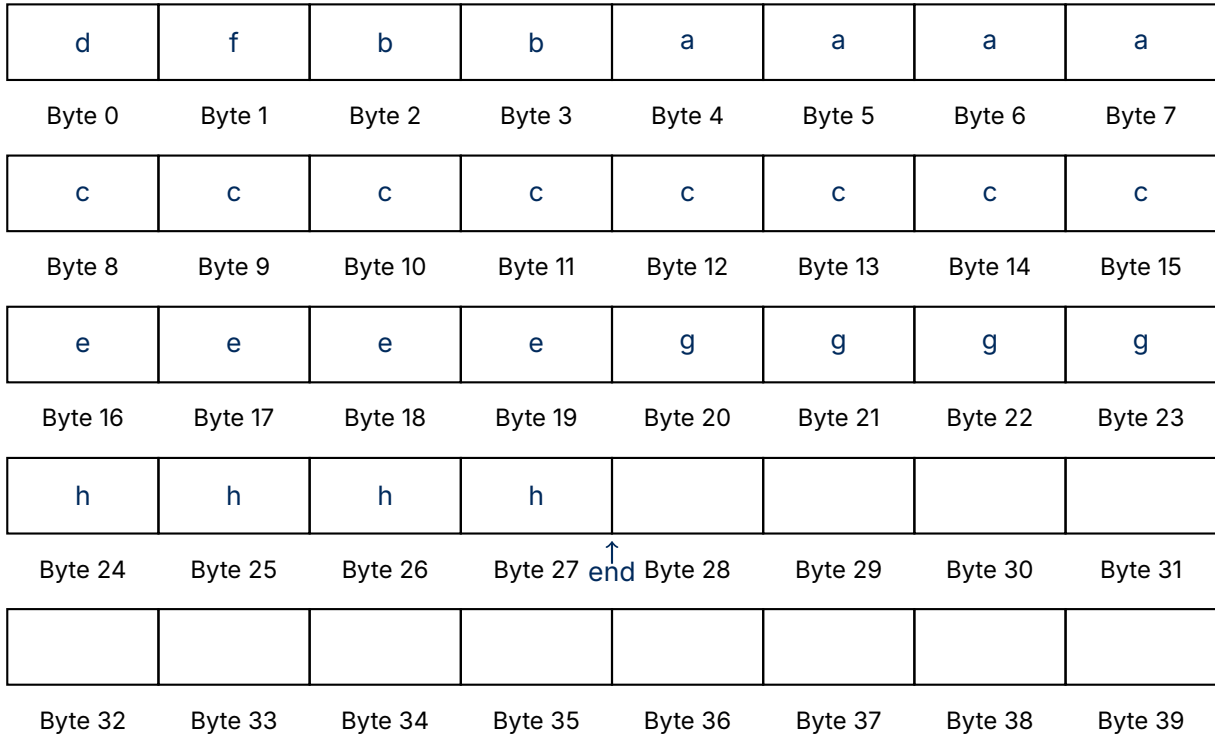 d f b b a a a a
Byte 0 Byte 1 Byte 2 Byte 3 Byte 4 Byte 5 Byte 6 Byte 7
c c c c c c c c
Byte 8 Byte 9 Byte 10 Byte 11 Byte 12 Byte 13 Byte 14 Byte 15
e e e e g g g g
Byte 16 Byte 17 Byte 18 Byte 19 Byte 20 Byte 21 Byte 22 Byte 23
h h h h
Byte 24 Byte 25 Byte 26 Byte 27 end Byte 28 Byte 29 Byte 30 Byte 31
Byte 32 Byte 33 Byte 34 Byte 35 Byte 36 Byte 37 Byte 38 Byte 39